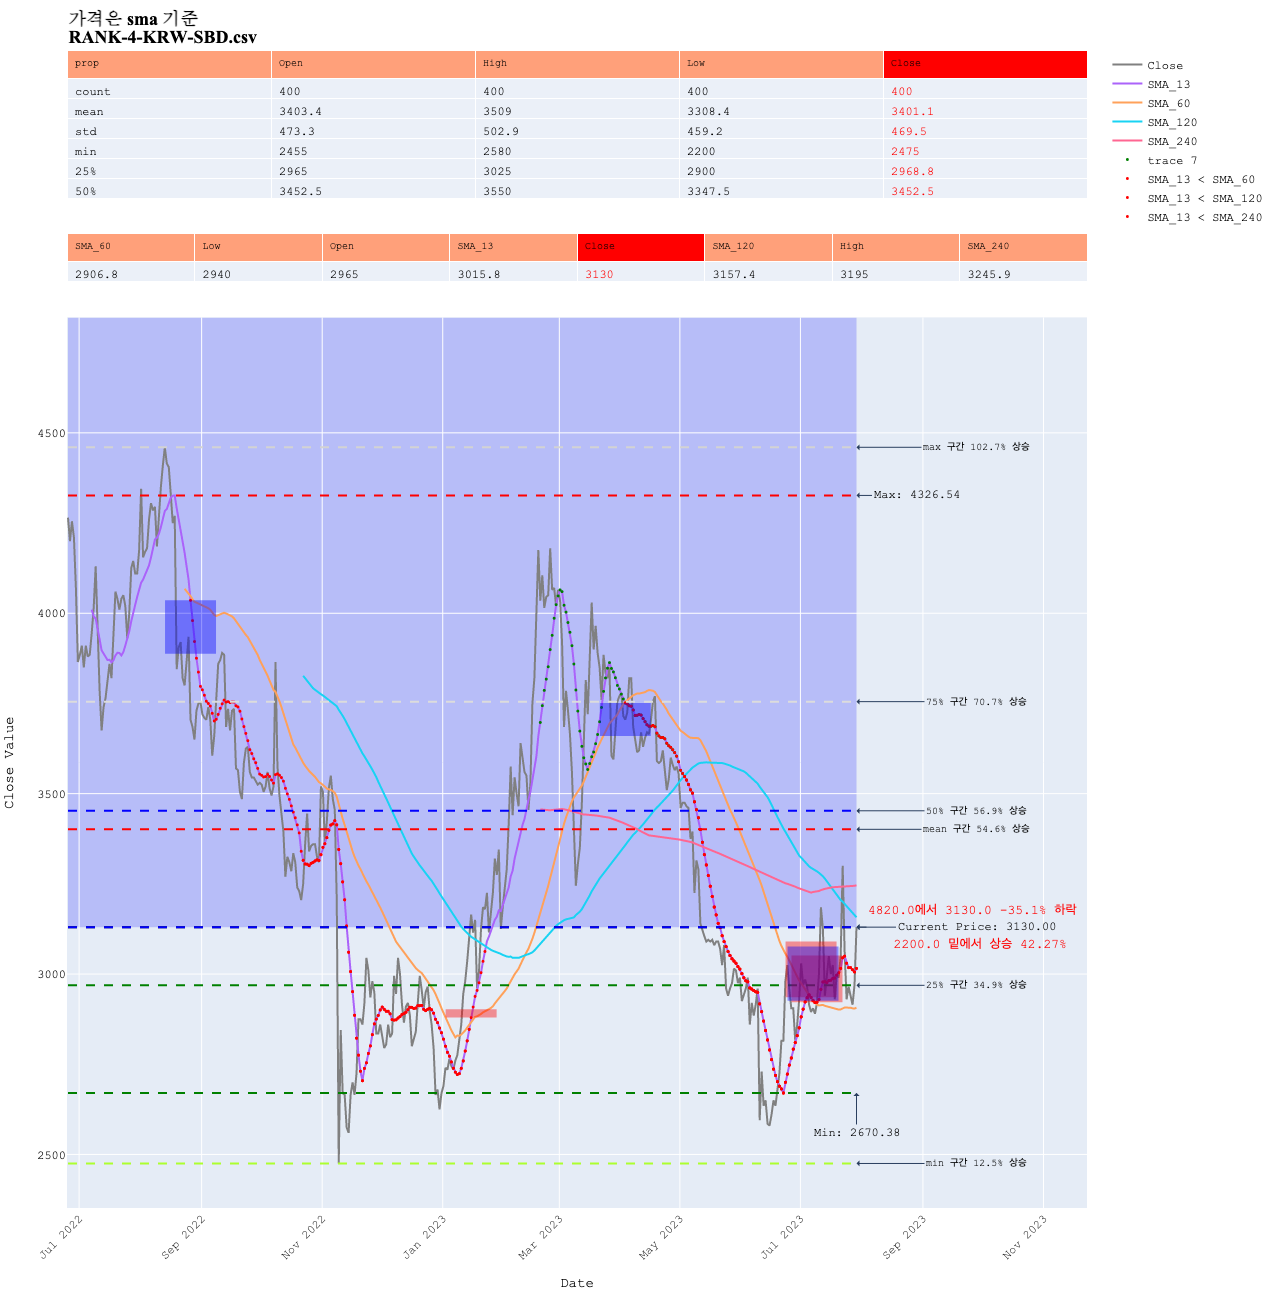 가격은 sma 기준
RANK-4-KRW-SBD.csv
prop Open High Low Close
count 400 400 400 400
mean 3403.4 3509 3308.4 3401.1
std 473.3 502.9 459.2 469.5
min 2455 2580 2200 2475
25% 2965 3025 2900 2968.8
50% 3452.5 3550 3347.5 3452.5
SMA_60 Low Open SMA_13 Close SMA_120 High SMA_240
2906.8 2940 2965 3015.8 3130 3157.4 3195 3245.9
Close
SMA_13
SMA_60
SMA_120
SMA_240
trace 7
SMA_13 < SMA_60
SMA_13 < SMA_120
SMA_13 < SMA_240
Close Value
4500
4000
3500
3000
2500
max 구간 102.7% 상승
Max: 4326.54
75% 구간 70.7% 상승
50% 구간 56.9% 상승
mean 구간 54.6% 상승
4820.0에서 3130.0 -35.1% 하락
Current Price: 3130.00
2200.0 밑에서 상승 42.27%
25% 구간 34.9% 상승
Min: 2670.38
min 구간 12.5% 상승
Jul 2022
Sep 2022
Nov 2022
Jan 2023
Mar 2023
May 2023
Jul 2023
Sep 2023
Nov 2023
Date